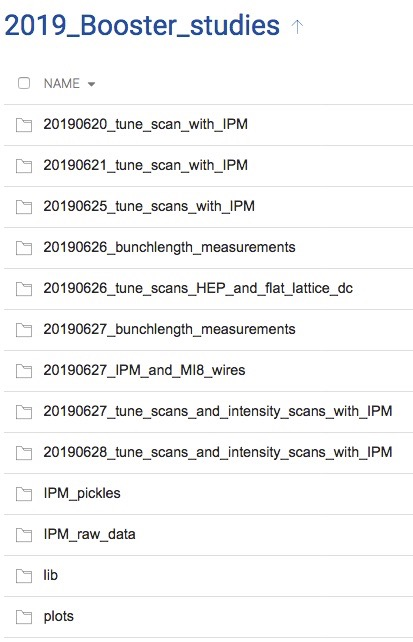 2019_Booster_studies ↑
NAME
20190620_tune_scan_with_IPM
20190621_tune_scan_with_IPM
20190625_tune_scans_with_IPM
20190626_bunchlength_measurements
20190626_tune_scans_HEP_and_flat_lattice_dc
20190627_bunchlength_measurements
20190627_IPM_and_MI8_wires
20190627_tune_scans_and_intensity_scans_with_IPM
20190628_tune_scans_and_intensity_scans_with_IPM
IPM_pickles
IPM_raw_data
lib
plots